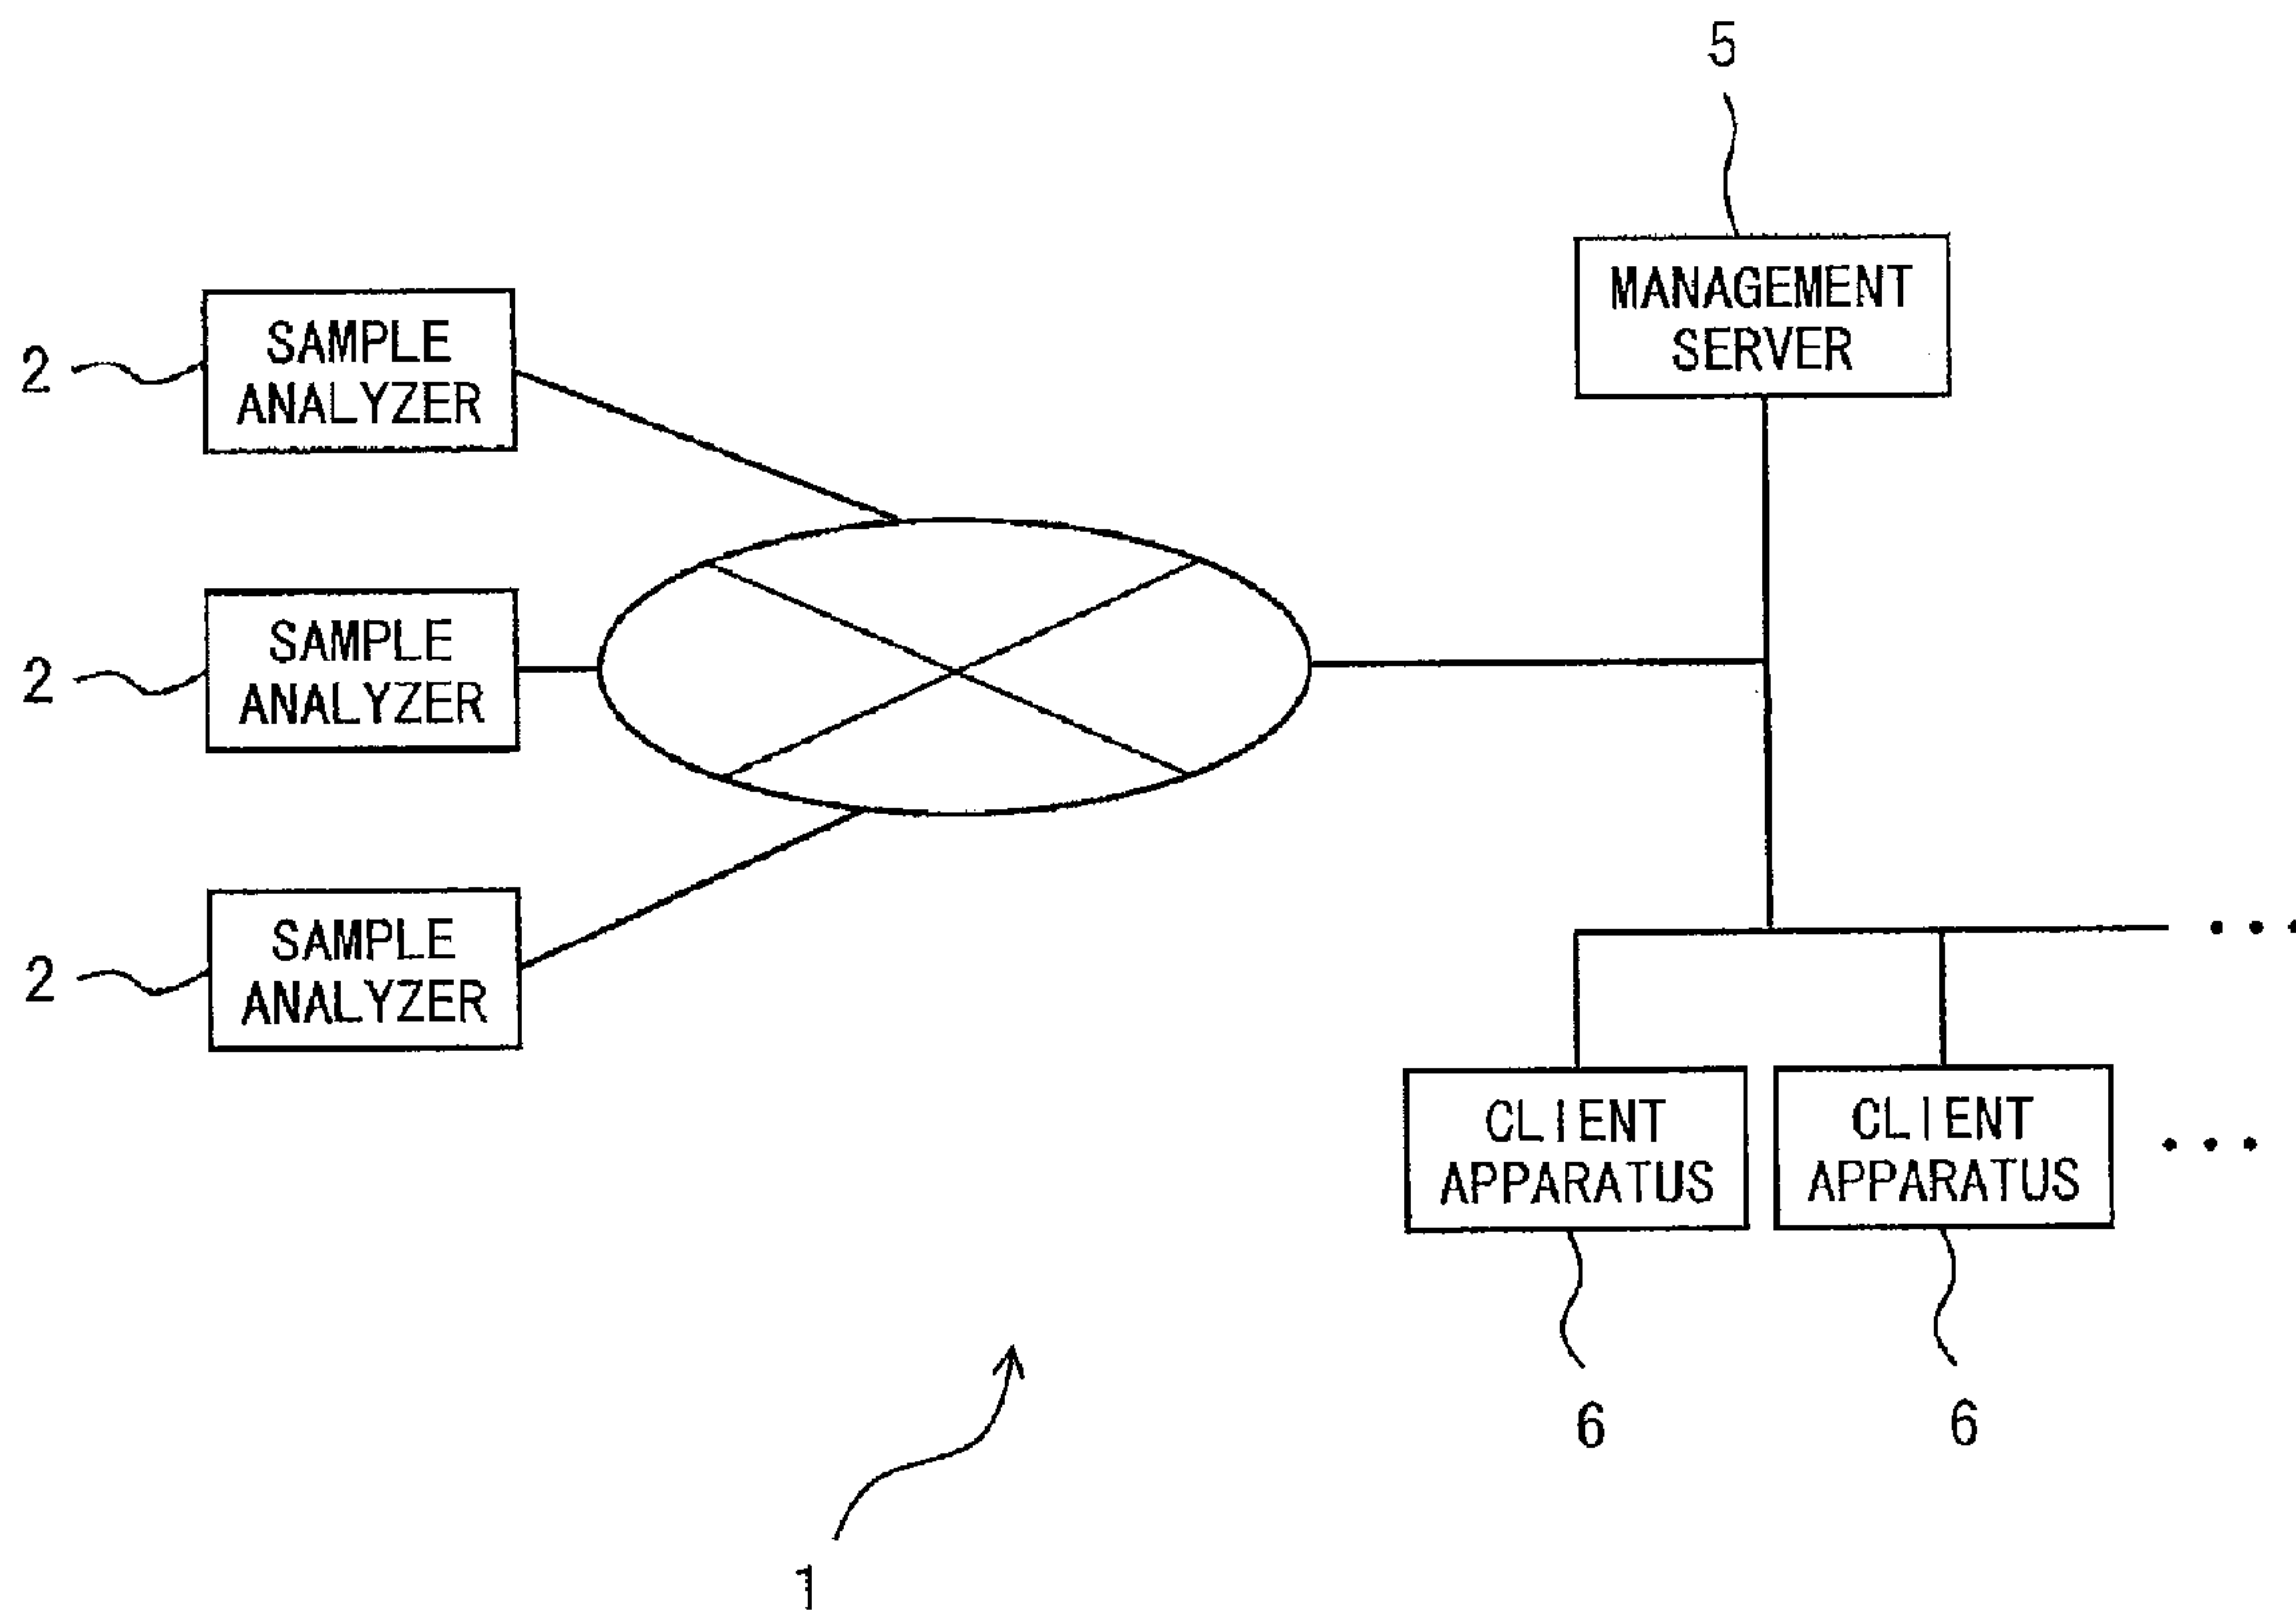 5
MANAGEMENT
SERVER
2
SAMPLE
ANALYZER
2
SAMPLE
ANALYZER
2
SAMPLE
ANALYZER
...
CLIENT
APPARATUS
CLIENT
APPARATUS
...
6
6
1